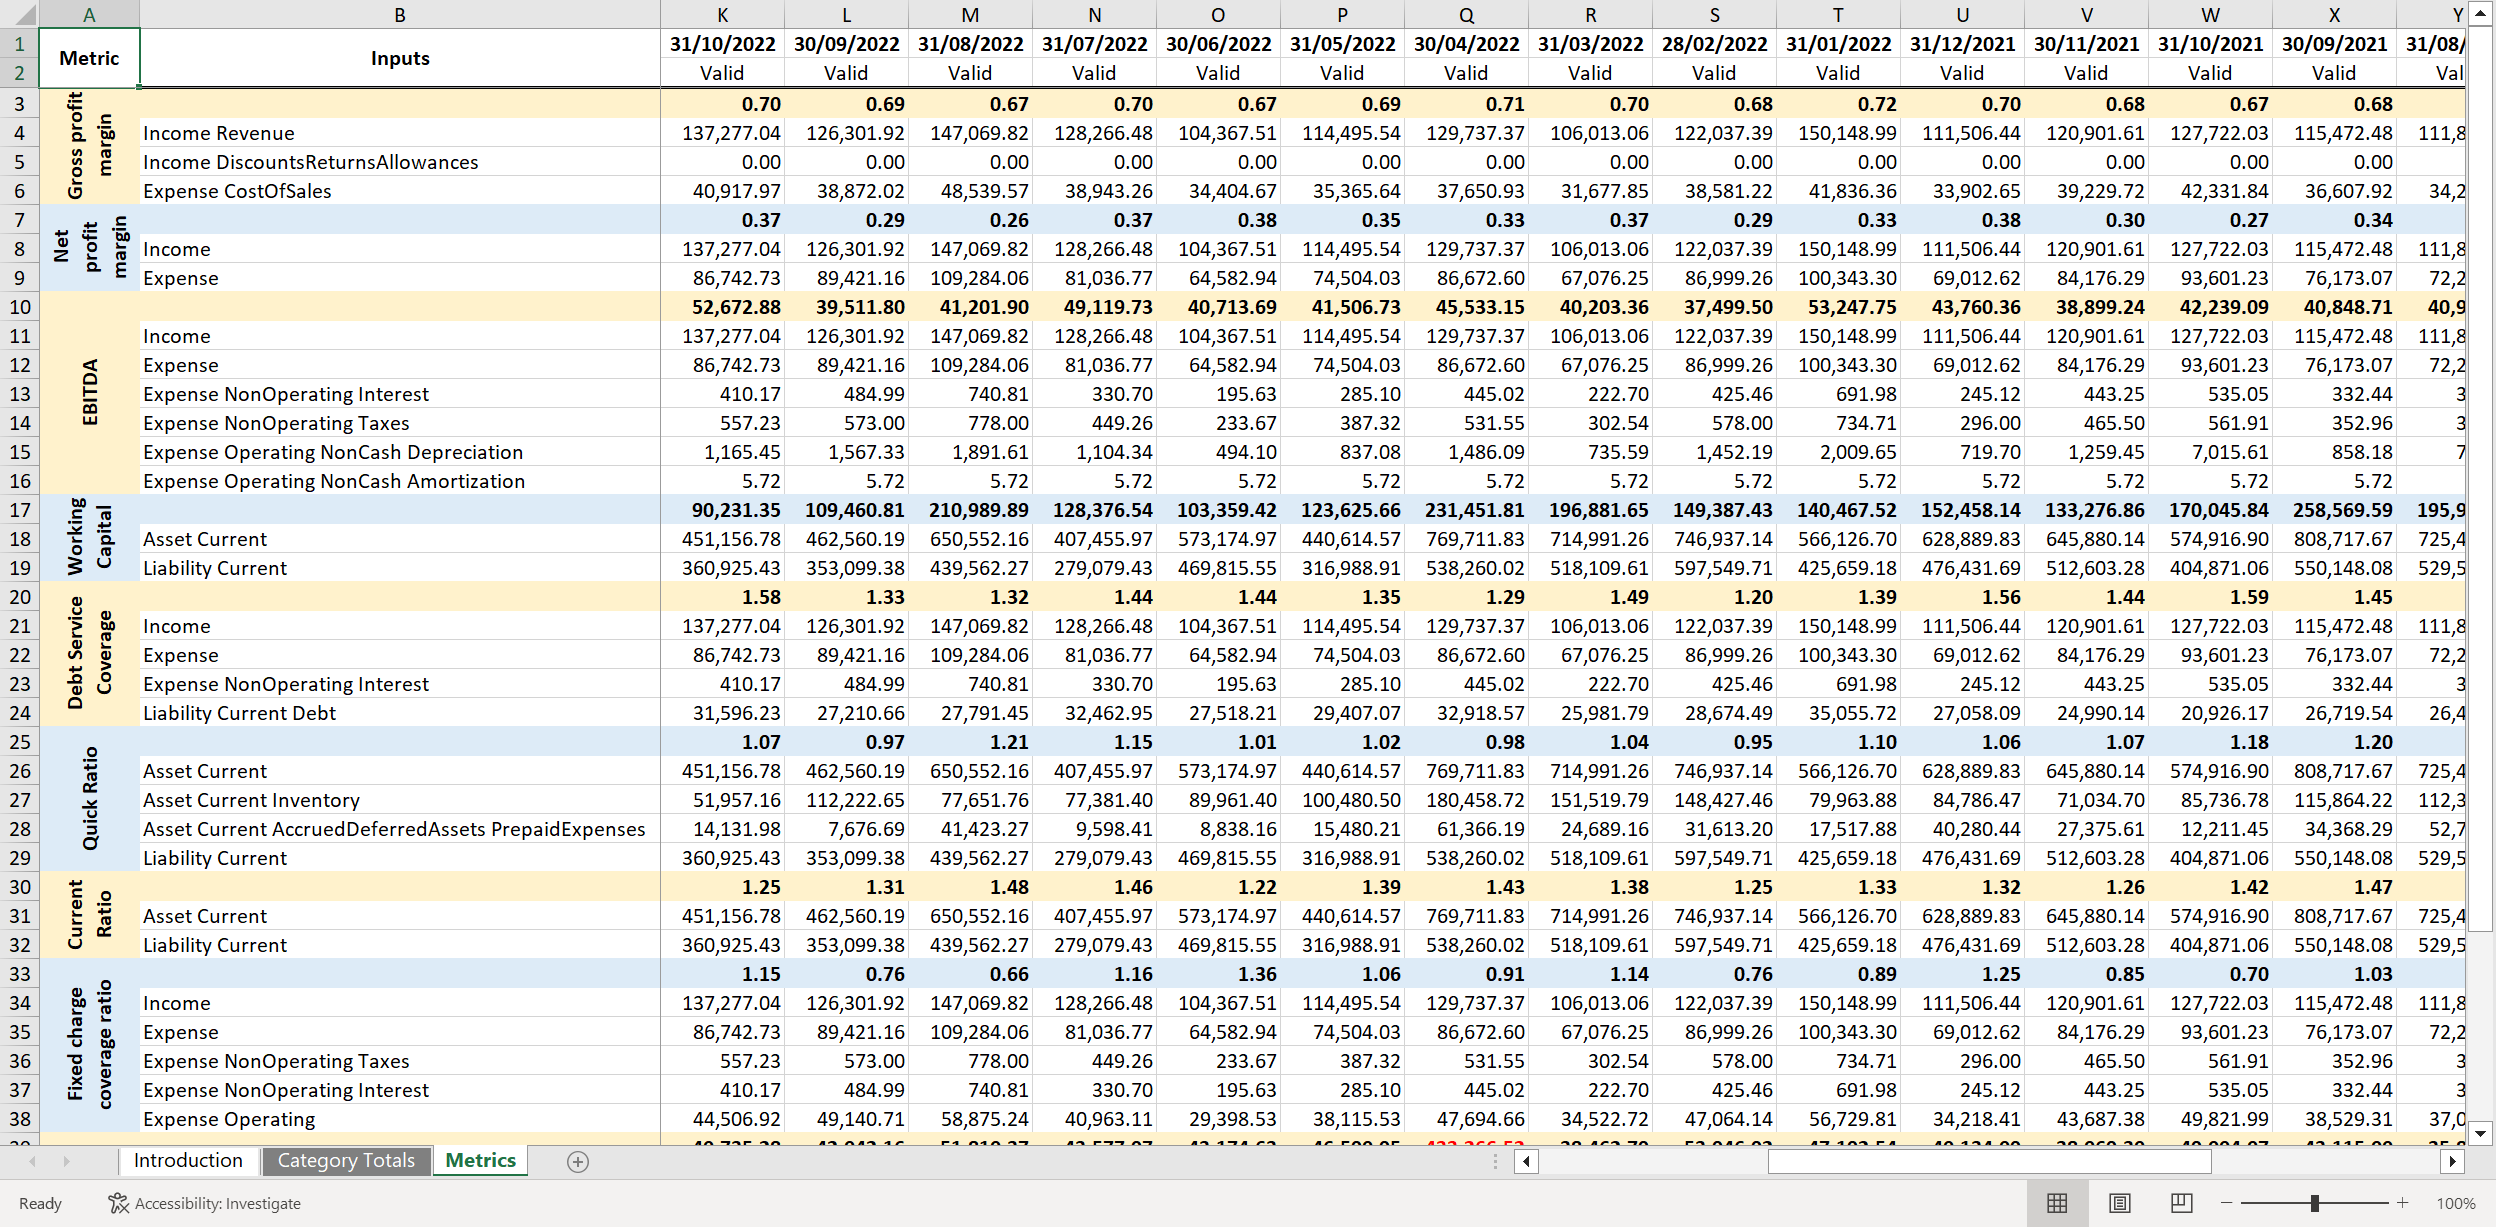 A B K L M N O P Q R S T U V W X Y
1 Metric Inputs 31/10/2022 30/09/2022 31/08/2022 31/07/2022 30/06/2022 31/05/2022 30/04/2022 31/03/2022 28/02/2022 31/01/2022 31/12/2021 30/11/2021 31/10/2021 30/09/2021 31/08/
2 Valid Valid Valid Valid Valid Valid Valid Valid Valid Valid Valid Valid Valid Valid Val
3 Gross profit margin 0.70 0.69 0.67 0.70 0.67 0.69 0.71 0.70 0.68 0.72 0.70 0.68 0.67 0.68
4 Income Revenue 137,277.04 126,301.92 147,069.82 128,266.48 104,367.51 114,495.54 129,737.37 106,013.06 122,037.39 150,148.99 111,506.44 120,901.61 127,722.03 115,472.48 111,8
5 Income DiscountsReturnsAllowances 0.00 0.00 0.00 0.00 0.00 0.00 0.00 0.00 0.00 0.00 0.00 0.00 0.00 0.00
6 Expense CostOfSales 40,917.97 38,872.02 48,539.57 38,943.26 34,404.67 35,365.64 37,650.93 31,677.85 38,581.22 41,836.36 33,902.65 39,229.72 42,331.84 36,607.92 34,2
7 Net profit margin 0.37 0.29 0.26 0.37 0.38 0.35 0.33 0.37 0.29 0.33 0.38 0.30 0.27 0.34
8 Income 137,277.04 126,301.92 147,069.82 128,266.48 104,367.51 114,495.54 129,737.37 106,013.06 122,037.39 150,148.99 111,506.44 120,901.61 127,722.03 115,472.48 111,8
9 Expense 86,742.73 89,421.16 109,284.06 81,036.77 64,582.94 74,504.03 86,672.60 67,076.25 86,999.26 100,343.30 69,012.62 84,176.29 93,601.23 76,173.07 72,2
10 EBITDA 52,672.88 39,511.80 41,201.90 49,119.73 40,713.69 41,506.73 45,533.15 40,203.36 37,499.50 53,247.75 43,760.36 38,899.24 42,239.09 40,848.71 40,9
11 Income 137,277.04 126,301.92 147,069.82 128,266.48 104,367.51 114,495.54 129,737.37 106,013.06 122,037.39 150,148.99 111,506.44 120,901.61 127,722.03 115,472.48 111,8
12 Expense 86,742.73 89,421.16 109,284.06 81,036.77 64,582.94 74,504.03 86,672.60 67,076.25 86,999.26 100,343.30 69,012.62 84,176.29 93,601.23 76,173.07 72,2
13 Expense NonOperating Interest 410.17 484.99 740.81 330.70 195.63 285.10 445.02 222.70 425.46 691.98 245.12 443.25 535.05 332.44 3
14 Expense NonOperating Taxes 557.23 573.00 778.00 449.26 233.67 387.32 531.55 302.54 578.00 734.71 296.00 465.50 561.91 352.96 3
15 Expense Operating NonCash Depreciation 1,165.45 1,567.33 1,891.61 1,104.34 494.10 837.08 1,486.09 735.59 1,452.19 2,009.65 719.70 1,259.45 7,015.61 858.18 7
16 Expense Operating NonCash Amortization 5.72 5.72 5.72 5.72 5.72 5.72 5.72 5.72 5.72 5.72 5.72 5.72 5.72 5.72
17 Working Capital 90,231.35 109,460.81 210,989.89 128,376.54 103,359.42 123,625.66 231,451.81 196,881.65 149,387.43 140,467.52 152,458.14 133,276.86 170,045.84 258,569.59 195,9
18 Asset Current 451,156.78 462,560.19 650,552.16 407,455.97 573,174.97 440,614.57 769,711.83 714,991.26 746,937.14 566,126.70 628,889.83 645,880.14 574,916.90 808,717.67 725,4
19 Liability Current 360,925.43 353,099.38 439,562.27 279,079.43 469,815.55 316,988.91 538,260.02 518,109.61 597,549.71 425,659.18 476,431.69 512,603.28 404,871.06 550,148.08 529,5
20 Debt Service Coverage 1.58 1.33 1.32 1.44 1.44 1.35 1.29 1.49 1.20 1.39 1.56 1.44 1.59 1.45
21 Income 137,277.04 126,301.92 147,069.82 128,266.48 104,367.51 114,495.54 129,737.37 106,013.06 122,037.39 150,148.99 111,506.44 120,901.61 127,722.03 115,472.48 111,8
22 Expense 86,742.73 89,421.16 109,284.06 81,036.77 64,582.94 74,504.03 86,672.60 67,076.25 86,999.26 100,343.30 69,012.62 84,176.29 93,601.23 76,173.07 72,2
23 Expense NonOperating Interest 410.17 484.99 740.81 330.70 195.63 285.10 445.02 222.70 425.46 691.98 245.12 443.25 535.05 332.44 3
24 Liability Current Debt 31,596.23 27,210.66 27,791.45 32,462.95 27,518.21 29,407.07 32,918.57 25,981.79 28,674.49 35,055.72 27,058.09 24,990.14 20,926.17 26,719.54 26,4
25 Quick Ratio 1.07 0.97 1.21 1.15 1.01 1.02 0.98 1.04 0.95 1.10 1.06 1.07 1.18 1.20
26 Asset Current 451,156.78 462,560.19 650,552.16 407,455.97 573,174.97 440,614.57 769,711.83 714,991.26 746,937.14 566,126.70 628,889.83 645,880.14 574,916.90 808,717.67 725,4
27 Asset Current Inventory 51,957.16 112,222.65 77,651.76 77,381.40 89,961.40 100,480.50 180,458.72 151,519.79 148,427.46 79,963.88 84,786.47 71,034.70 85,736.78 115,864.22 112,3
28 Asset Current AccruedDeferredAssets PrepaidExpenses 14,131.98 7,676.69 41,423.27 9,598.41 8,838.16 15,480.21 61,366.19 24,689.16 31,613.20 17,517.88 40,280.44 27,375.61 12,211.45 34,368.29 52,7
29 Liability Current 360,925.43 353,099.38 439,562.27 279,079.43 469,815.55 316,988.91 538,260.02 518,109.61 597,549.71 425,659.18 476,431.69 512,603.28 404,871.06 550,148.08 529,5
30 Current Ratio 1.25 1.31 1.48 1.46 1.22 1.39 1.43 1.38 1.25 1.33 1.32 1.26 1.42 1.47
31 Asset Current 451,156.78 462,560.19 650,552.16 407,455.97 573,174.97 440,614.57 769,711.83 714,991.26 746,937.14 566,126.70 628,889.83 645,880.14 574,916.90 808,717.67 725,4
32 Liability Current 360,925.43 353,099.38 439,562.27 279,079.43 469,815.55 316,988.91 538,260.02 518,109.61 597,549.71 425,659.18 476,431.69 512,603.28 404,871.06 550,148.08 529,5
33 Fixed charge coverage ratio 1.15 0.76 0.66 1.16 1.36 1.06 0.91 1.14 0.76 0.89 1.25 0.85 0.70 1.03
34 Income 137,277.04 126,301.92 147,069.82 128,266.48 104,367.51 114,495.54 129,737.37 106,013.06 122,037.39 150,148.99 111,506.44 120,901.61 127,722.03 115,472.48 111,8
35 Expense 86,742.73 89,421.16 109,284.06 81,036.77 64,582.94 74,504.03 86,672.60 67,076.25 86,999.26 100,343.30 69,012.62 84,176.29 93,601.23 76,173.07 72,2
36 Expense NonOperating Taxes 557.23 573.00 778.00 449.26 233.67 387.32 531.55 302.54 578.00 734.71 296.00 465.50 561.91 352.96 3
37 Expense NonOperating Interest 410.17 484.99 740.81 330.70 195.63 285.10 445.02 222.70 425.46 691.98 245.12 443.25 535.05 332.44 3
38 Expense Operating 44,506.92 49,140.71 58,875.24 40,963.11 29,398.53 38,115.53 47,694.66 34,522.72 47,064.14 56,729.81 34,218.41 43,687.38 49,821.99 38,529.31 37,0
Introduction Category Totals Metrics
Ready Accessibility: Investigate 100%